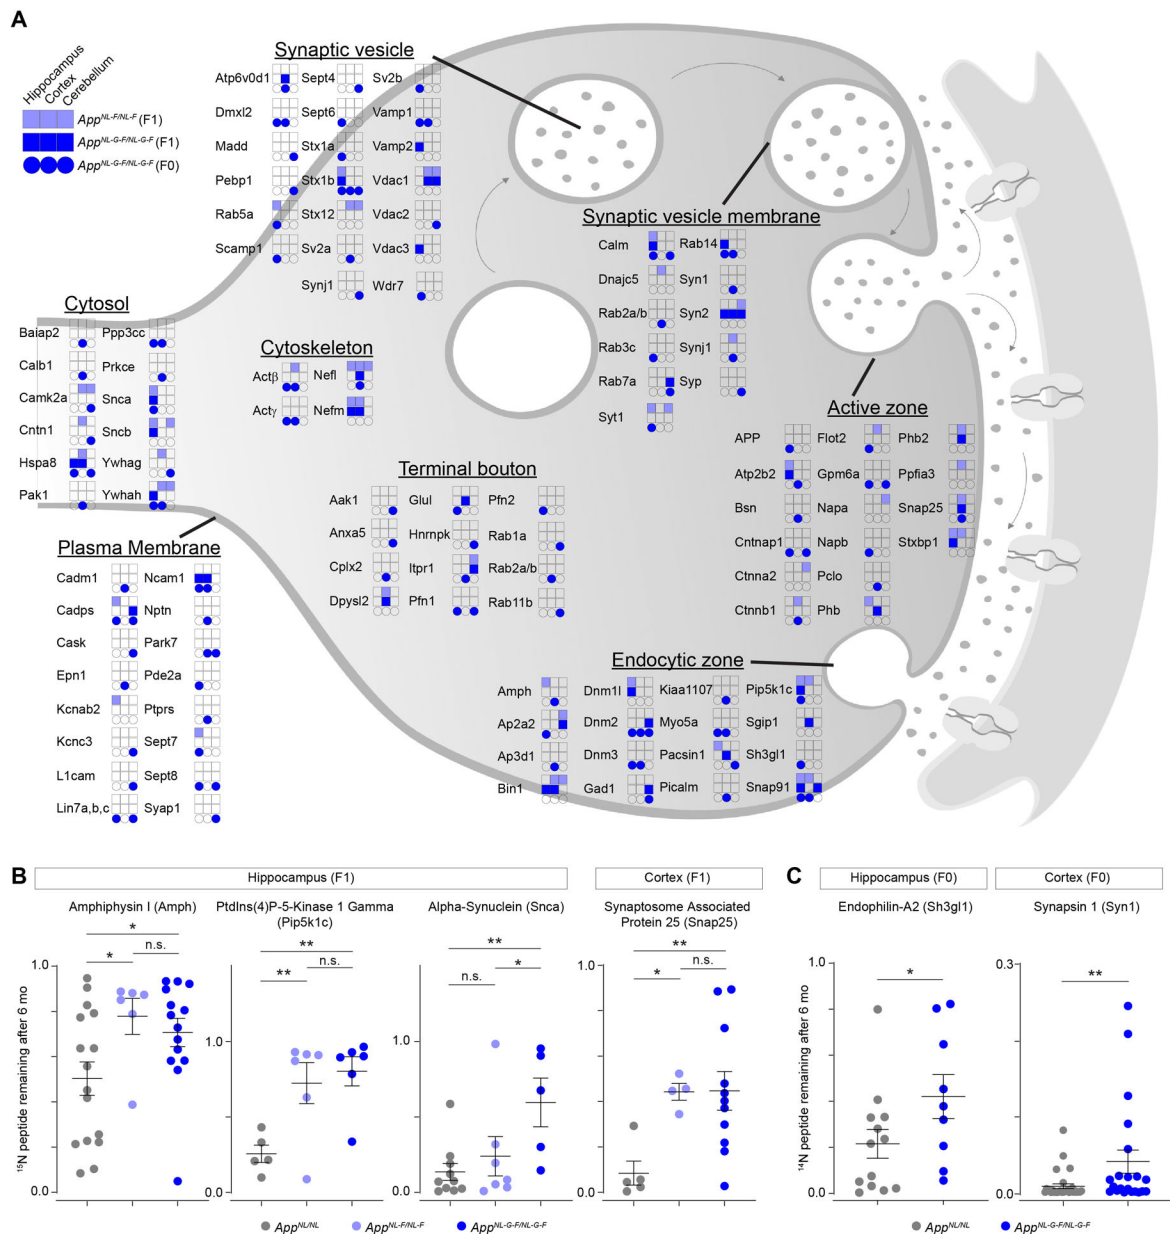 A
Hippocampus
Cortex
Cerebellum
App^NL-F/NL-F (F1)
App^NL-G-F/NL-G-F (F1)
App^NL-G-F/NL-G-F (F0)
Synaptic vesicle
Atp6v0d1 Sept4 Sv2b
Dmxl2 Sept6 Vamp1
Madd Stx1a Vamp2
Pebp1 Stx1b Vdac1
Rab5a Stx12 Vdac2
Scamp1 Sv2a Vdac3
Synj1 Wdr7
Synaptic vesicle membrane
Calm Rab14
Dnajc5 Syn1
Rab2a/b Syn2
Rab3c Synj1
Rab7a Syp
Syt1
Cytosol
Baiap2 Ppp3cc
Calb1 Prkce
Camk2a Snca
Cntn1 Sncb
Hspa8 Ywhag
Pak1 Ywhah
Cytoskeleton
Actβ Nefl
Actγ Nefm
Active zone
APP Flot2 Phb2
Atp2b2 Gpm6a Ppfia3
Bsn Napa Snap25
Cntnap1 Napb Stxbp1
Ctnna2 Pclo
Ctnnb1 Phb
Terminal bouton
Aak1 Glul Pfn2
Anxa5 Hnrnpk Rab1a
Cplx2 Itpr1 Rab2a/b
Dpysl2 Pfn1 Rab11b
Plasma Membrane
Cadm1 Ncam1
Cadps Nptn
Cask Park7
Epn1 Pde2a
Kcnab2 Ptprs
Kcnc3 Sept7
L1cam Sept8
Lin7a,b,c Syap1
Endocytic zone
Amph Dnm1l Kiaa1107 Pip5k1c
Ap2a2 Dnm2 Myo5a Sgip1
Ap3d1 Dnm3 Pacsin1 Sh3gl1
Bin1 Gad1 Picalm Snap91
B
Hippocampus (F1)
Cortex (F1)
Amphiphysin I (Amph)
PtdIns(4)P-5-Kinase 1 Gamma
(Pip5k1c)
Alpha-Synuclein (Snca)
Synaptosome Associated
Protein 25 (Snap25)
*
* n.s.
**
** n.s.
**
n.s. *
**
* n.s.
¹⁵N peptide remaining after 6 mo
1.0
0.0
1.0
0.0
1.0
0.0
1.0
0.0
App^NL/NL App^NL-F/NL-F App^NL-G-F/NL-G-F
C
Hippocampus (F0)
Cortex (F0)
Endophilin-A2 (Sh3gl1)
Synapsin 1 (Syn1)
*
**
¹⁴N peptide remaining after 6 mo
1.0
0.0
0.3
0.0
App^NL/NL App^NL-G-F/NL-G-F